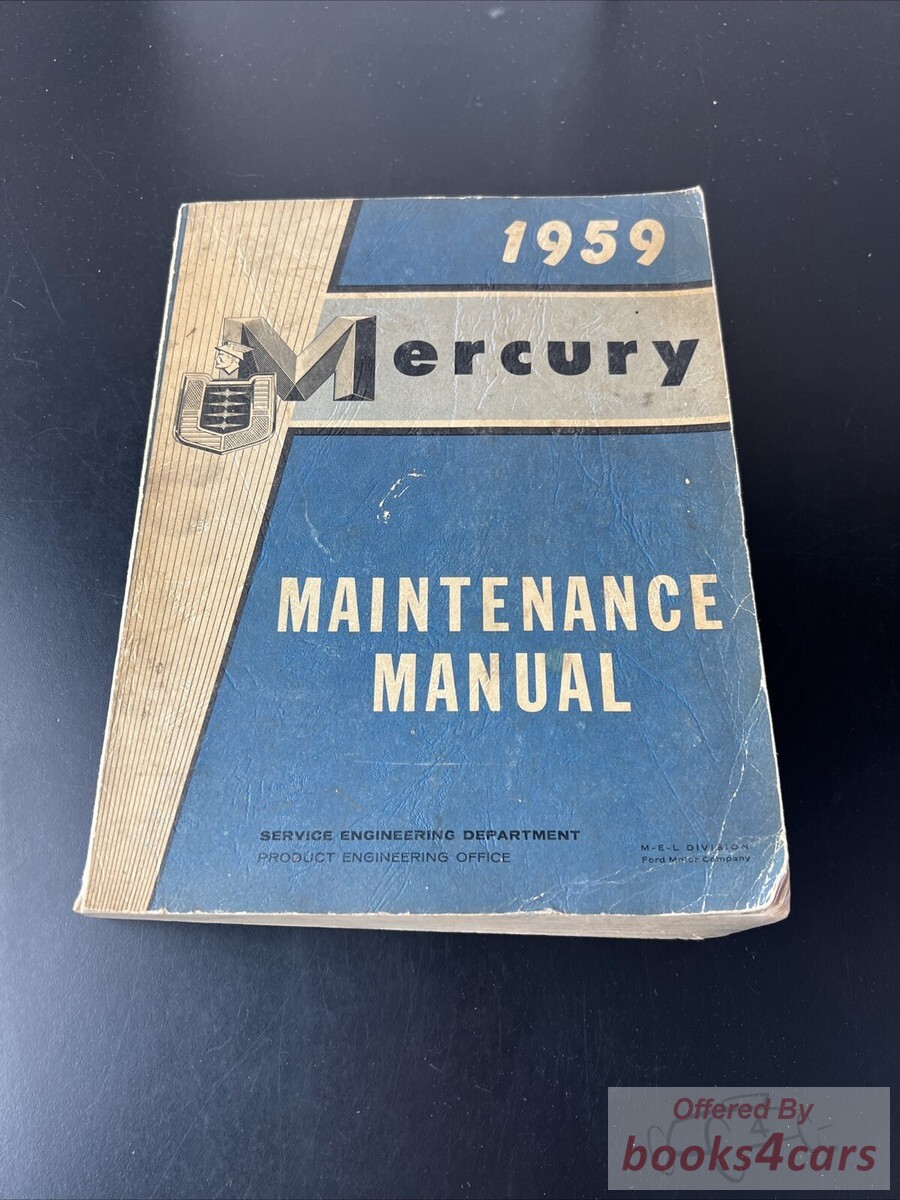 1959
Mercury
MAINTENANCE
MANUAL
SERVICE ENGINEERING DEPARTMENT
PRODUCT ENGINEERING OFFICE
M-E-L DIVISION
Ford Motor Company
Offered By
books4cars